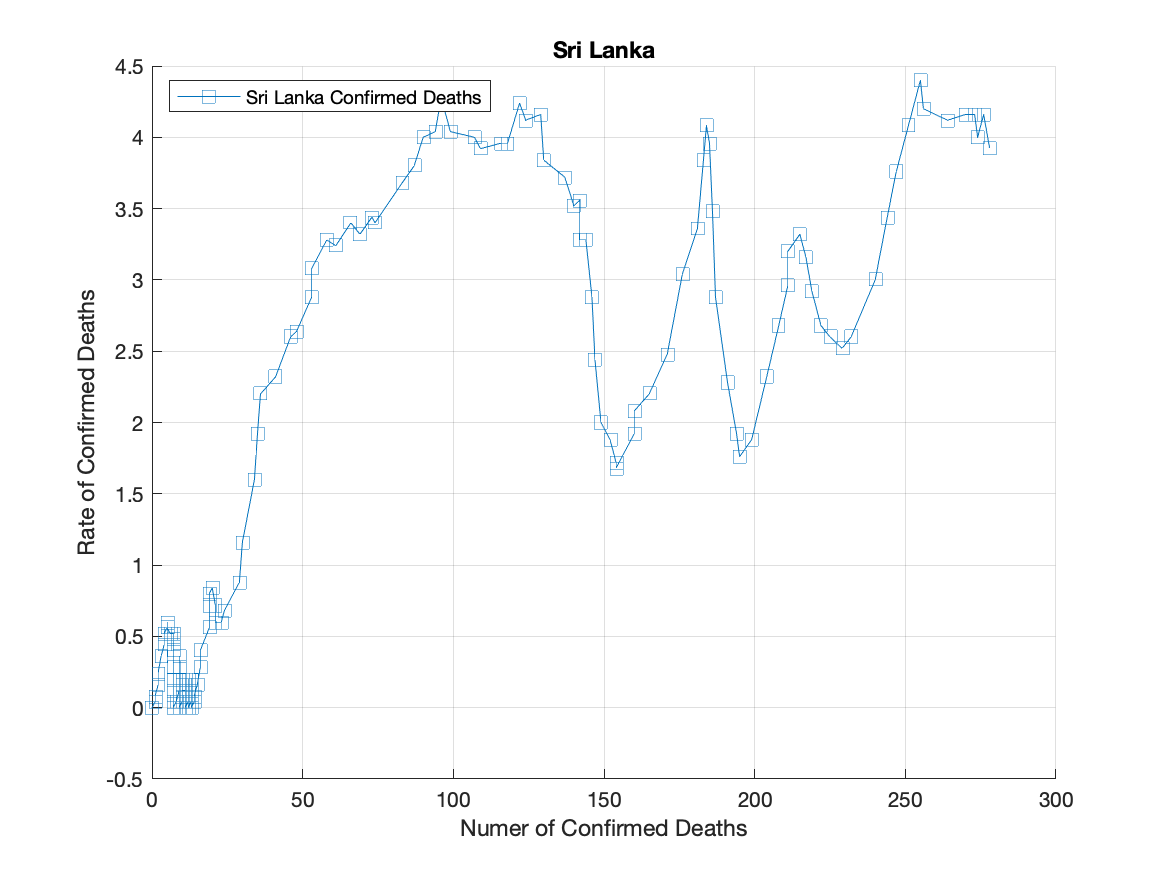 Sri Lanka
Sri Lanka Confirmed Deaths
4.5
4
3.5
3
2.5
2
1.5
1
0.5
0
-0.5
Rate of Confirmed Deaths
0 50 100 150 200 250 300
Numer of Confirmed Deaths